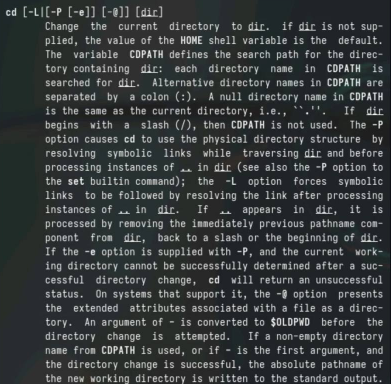 cd [-L|[-P [-e]] [-@]] [dir]
Change the current directory to dir. if dir is not sup-
plied, the value of the HOME shell variable is the default.
The variable CDPATH defines the search path for the direc-
tory containing dir: each directory name in CDPATH is
searched for dir. Alternative directory names in CDPATH are
separated by a colon (:). A null directory name in CDPATH
is the same as the current directory, i.e., ``.''. If dir
begins with a slash (/), then CDPATH is not used. The -P
option causes cd to use the physical directory structure by
resolving symbolic links while traversing dir and before
processing instances of .. in dir (see also the -P option to
the set builtin command); the -L option forces symbolic
links to be followed by resolving the link after processing
instances of .. in dir. If .. appears in dir, it is
processed by removing the immediately previous pathname com-
ponent from dir, back to a slash or the beginning of dir.
If the -e option is supplied with -P, and the current work-
ing directory cannot be successfully determined after a suc-
cessful directory change, cd will return an unsuccessful
status. On systems that support it, the -@ option presents
the extended attributes associated with a file as a direc-
tory. An argument of - is converted to $OLDPWD before the
directory change is attempted. If a non-empty directory
name from CDPATH is used, or if - is the first argument, and
the directory change is successful, the absolute pathname of
the new working directory is written to the standard output.